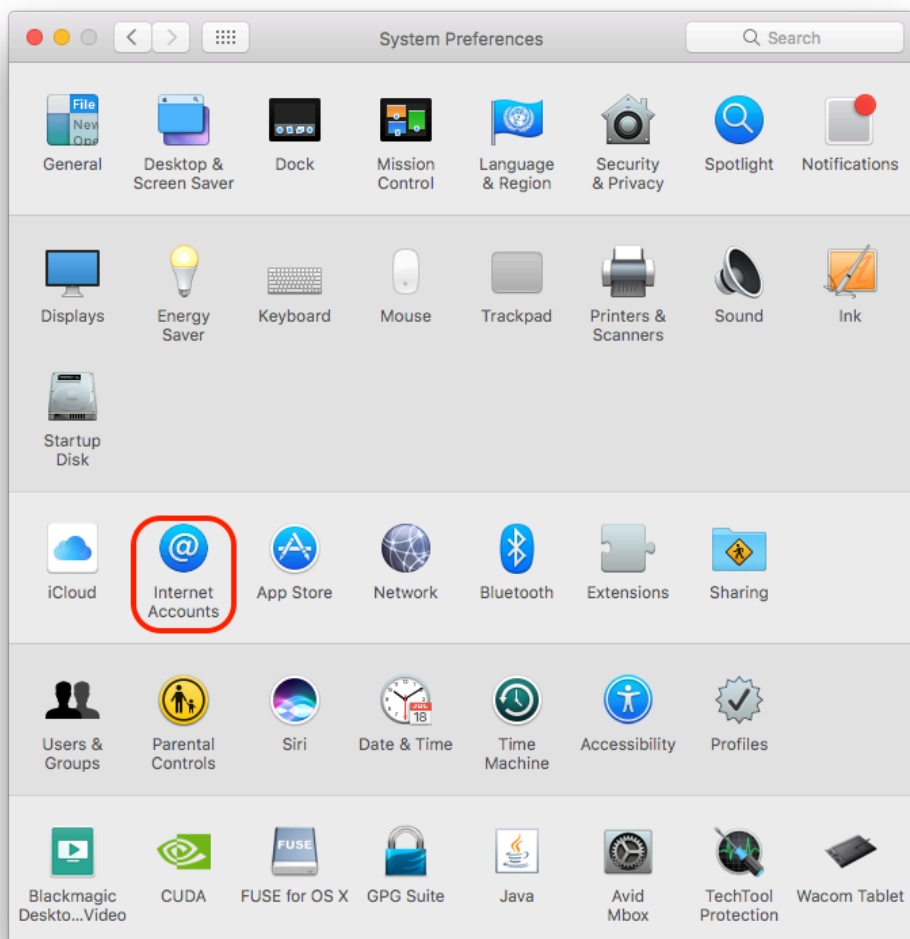 System Preferences
Search
File
New
Ope
General
Desktop &
Screen Saver
Dock
Mission
Control
Language
& Region
Security
& Privacy
Spotlight
Notifications
Displays
Energy
Saver
Keyboard
Mouse
Trackpad
Printers &
Scanners
Sound
Ink
Startup
Disk
@
iCloud
Internet
Accounts
App Store
Network
Bluetooth
Extensions
Sharing
JUL
18
Users &
Groups
Parental
Controls
Siri
Date & Time
Time
Machine
Accessibility
Profiles
FUSE
Blackmagic
Deskto...Video
CUDA
FUSE for OS X
GPG Suite
Java
Avid
Mbox
TechTool
Protection
Wacom Tablet